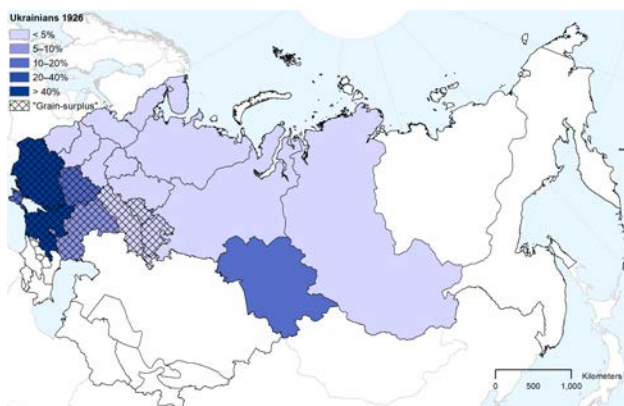 Ukrainians 1926
< 5%
5–10%
10–20%
20–40%
> 40%
"Grain-surplus"
Kilometers
0 500 1,000